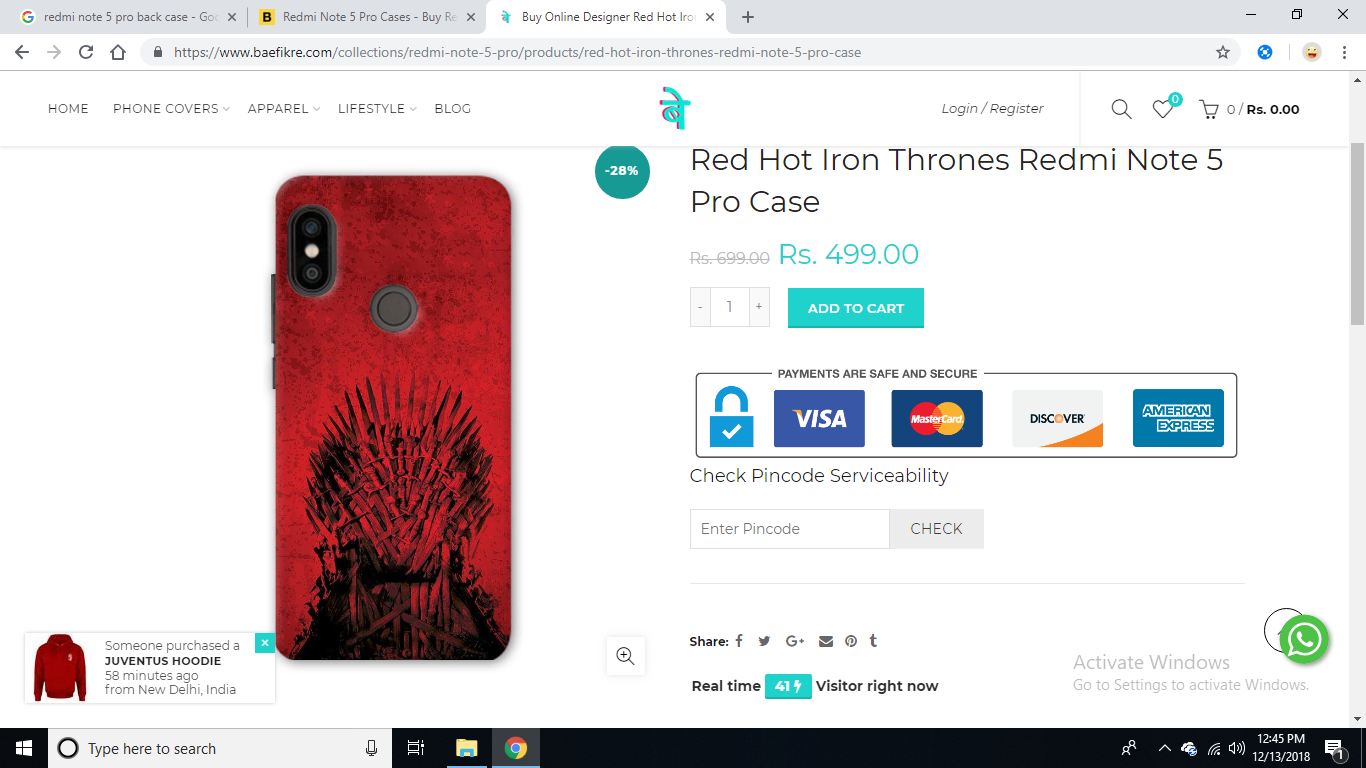 redmi note 5 pro back case - Goo
Redmi Note 5 Pro Cases - Buy Re
Buy Online Designer Red Hot Iro
https://www.baefikre.com/collections/redmi-note-5-pro/products/red-hot-iron-thrones-redmi-note-5-pro-case
HOME
PHONE COVERS
APPAREL
LIFESTYLE
BLOG
बे
Login / Register
0
0 / Rs. 0.00
-28%
Red Hot Iron Thrones Redmi Note 5
Pro Case
Rs. 699.00 Rs. 499.00
- 1 +
ADD TO CART
PAYMENTS ARE SAFE AND SECURE
VISA
MasterCard
DISCOVER
AMERICAN
EXPRESS
Check Pincode Serviceability
Enter Pincode
CHECK
Share:
Real time 41 Visitor right now
Someone purchased a
JUVENTUS HOODIE
58 minutes ago
from New Delhi, India
Activate Windows
Go to Settings to activate Windows.
Type here to search
12:45 PM
12/13/2018
1